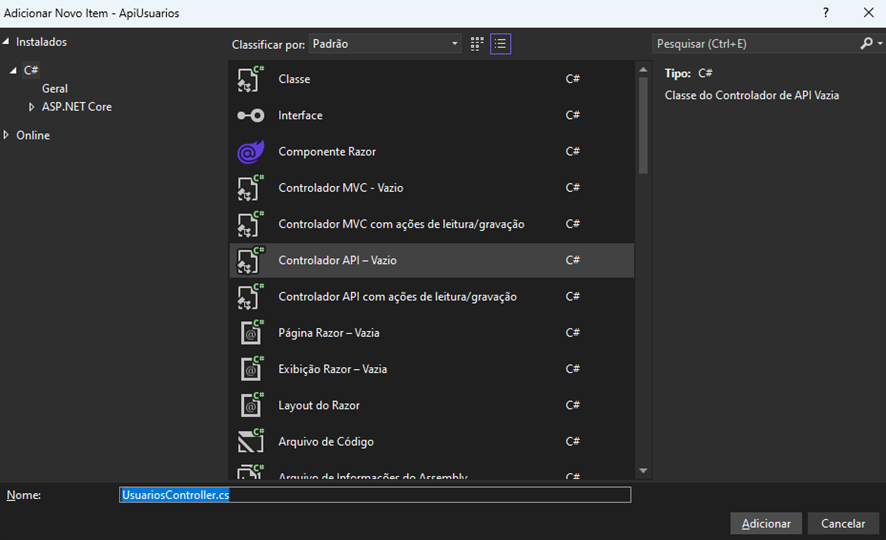 Adicionar Novo Item - ApiUsuarios
?
Instalados
C#
Geral
ASP.NET Core
Online
Classificar por: Padrão
Classe C#
Interface C#
Componente Razor C#
Controlador MVC - Vazio C#
Controlador MVC com ações de leitura/gravação C#
Controlador API – Vazio C#
Controlador API com ações de leitura/gravação C#
Página Razor – Vazia C#
Exibição Razor – Vazia C#
Layout do Razor C#
Arquivo de Código C#
Arquivo de Informações do Assembly C#
Pesquisar (Ctrl+E)
Tipo: C#
Classe do Controlador de API Vazia
Nome: UsuariosController.cs
Adicionar Cancelar